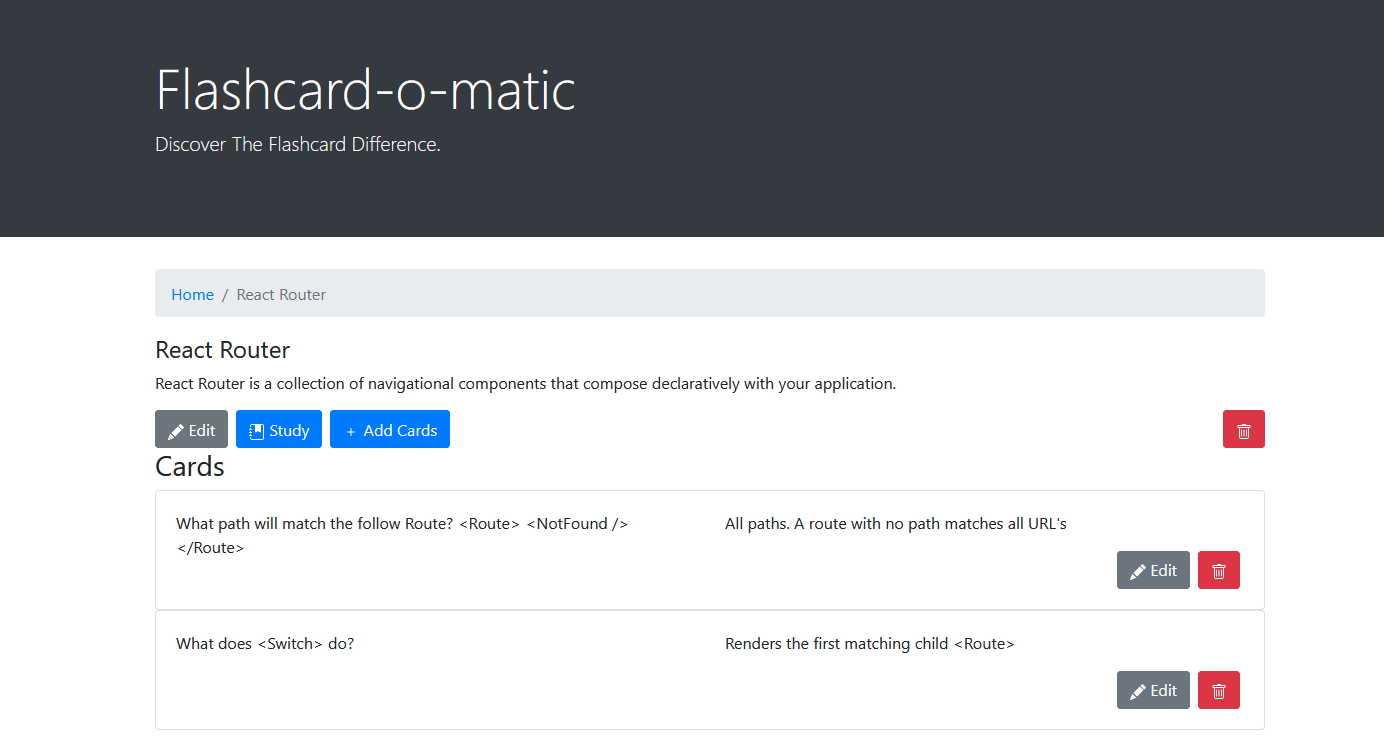 Flashcard-o-matic
Discover The Flashcard Difference.
Home / React Router
React Router
React Router is a collection of navigational components that compose declaratively with your application.
Edit Study + Add Cards
Cards
What path will match the follow Route? <Route> <NotFound />
</Route>
All paths. A route with no path matches all URL's
Edit
What does <Switch> do?
Renders the first matching child <Route>
Edit